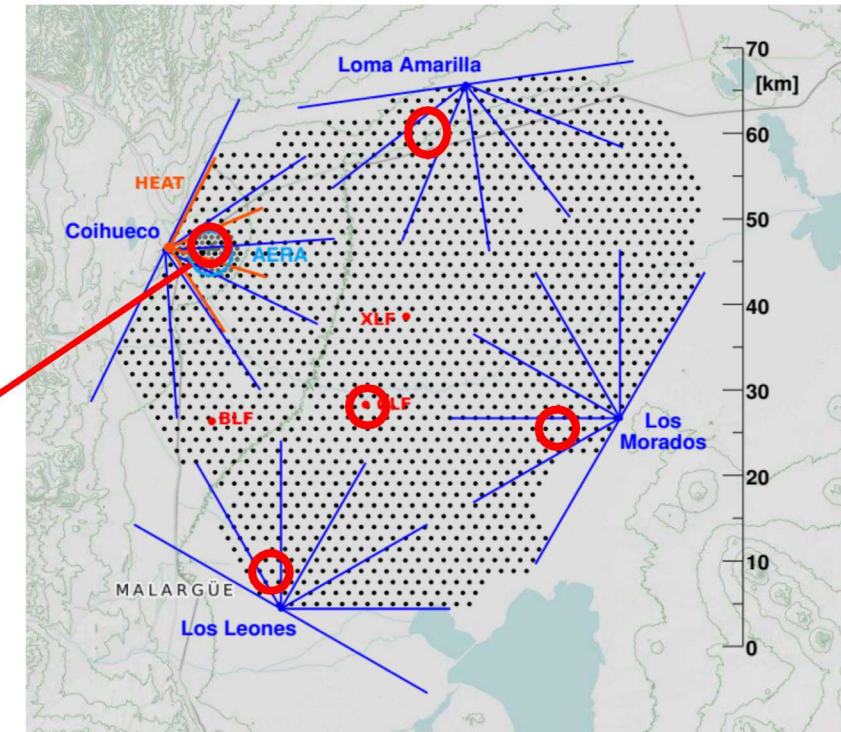 Loma Amarilla
70
[km]
60
HEAT
50
Coihueco
AERA
40
XLF
30
CLF
BLF
Los
Morados
20
10
MALARGÜE
Los Leones
0